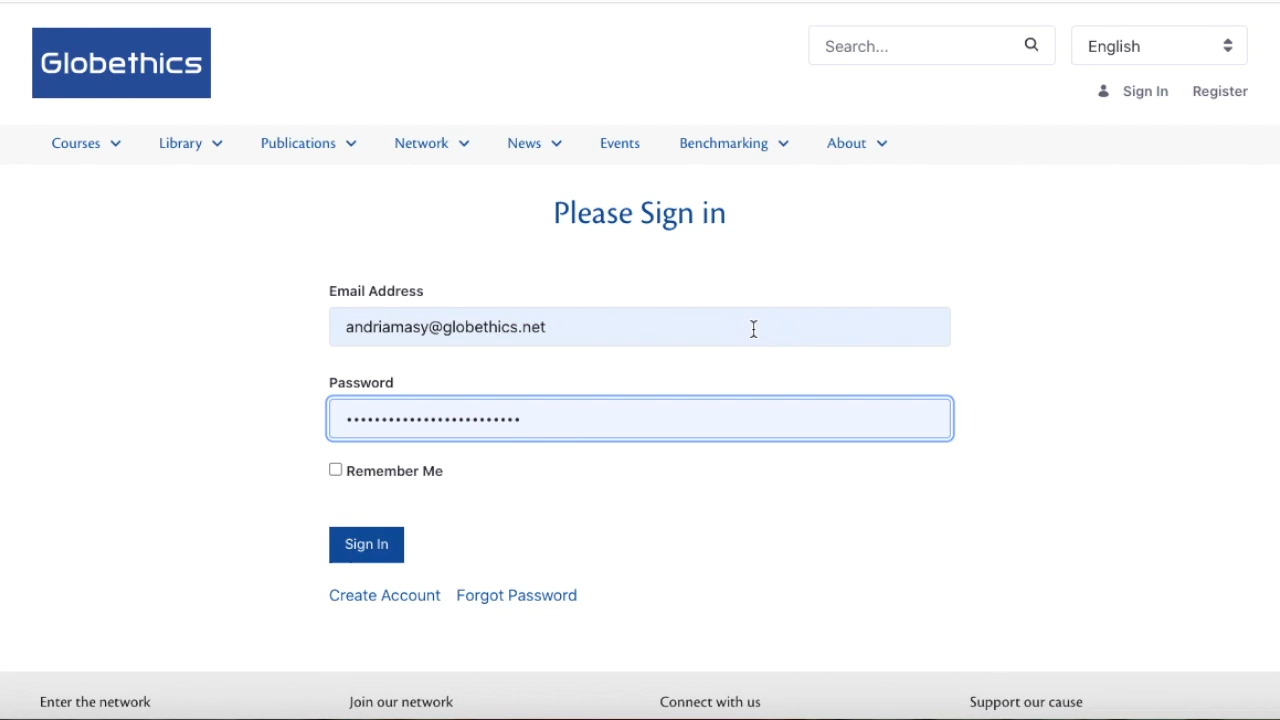 Globethics
Search...
English
Sign In Register
Courses Library Publications Network News Events Benchmarking About
Please Sign in
Email Address
andriamasy@globethics.net
Password
•••••••••••••••••••••••••
Remember Me
Sign In
Create Account Forgot Password
Enter the network Join our network Connect with us Support our cause